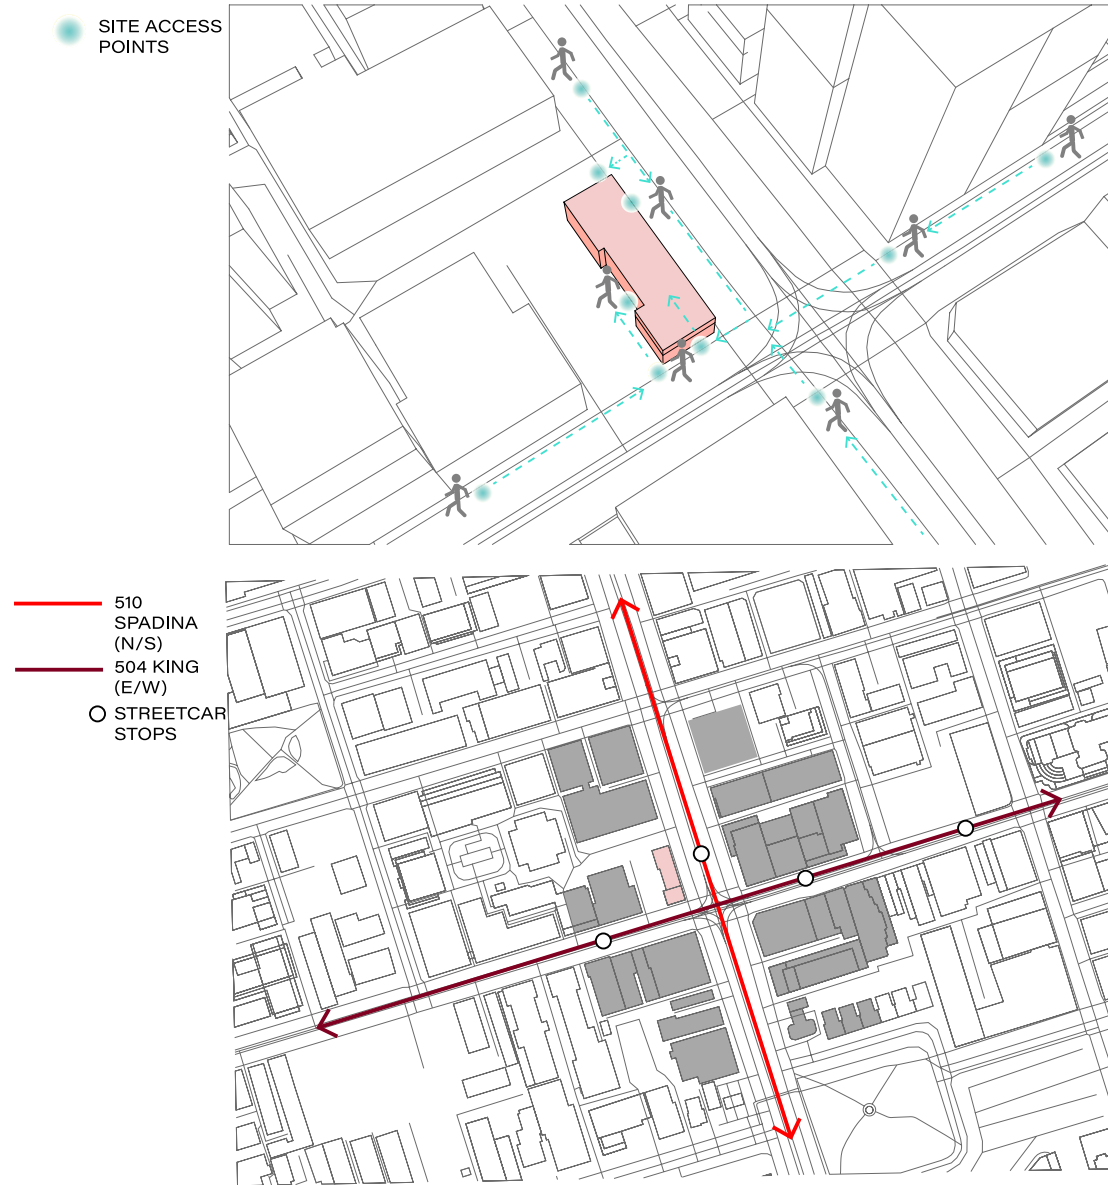 SITE ACCESS
POINTS
510
SPADINA
(N/S)
504 KING
(E/W)
STREETCAR
STOPS